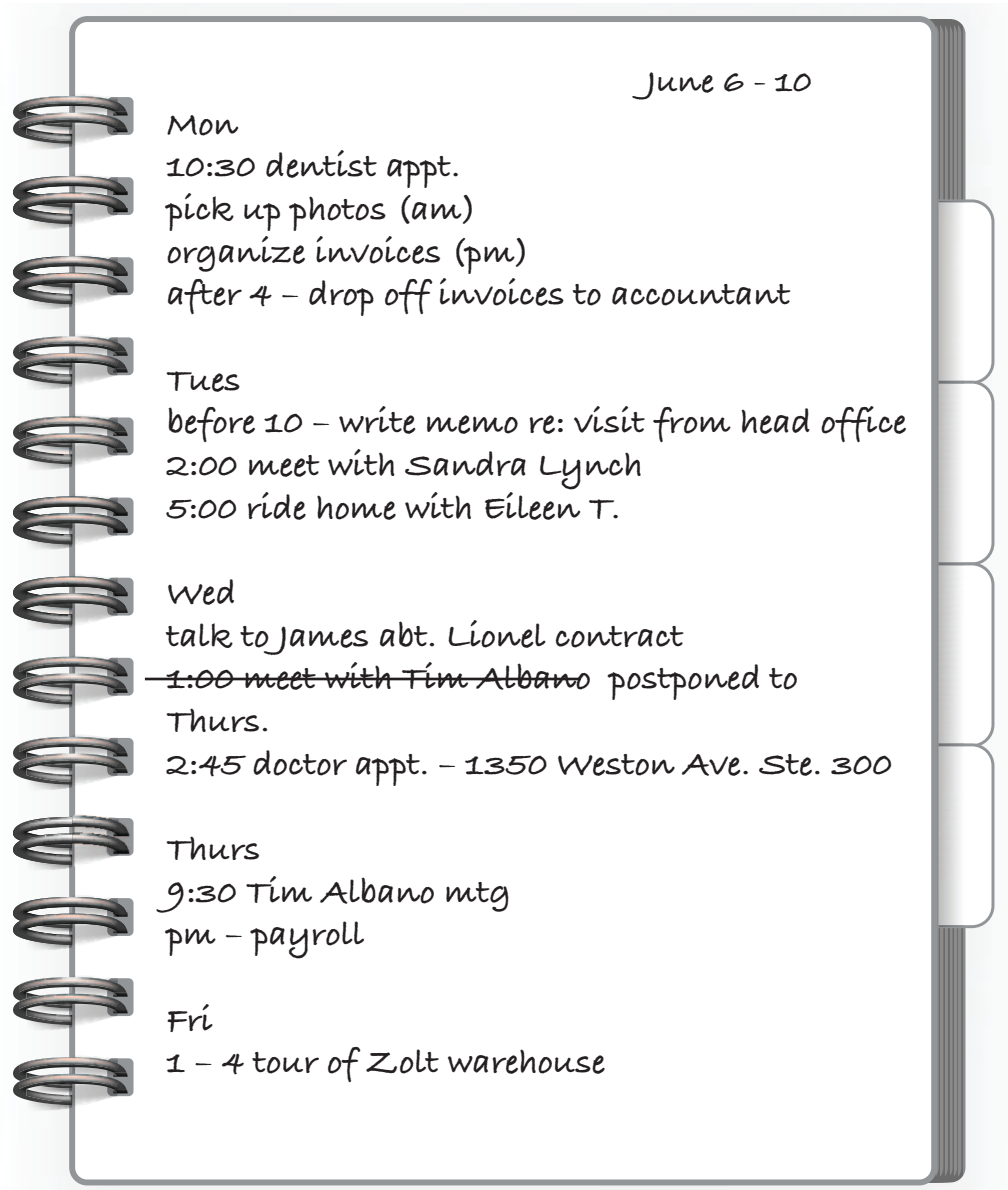 June 6 - 10
Mon
10:30 dentist appt.
pick up photos (am)
organize invoices (pm)
after 4 – drop off invoices to accountant
Tues
before 10 – write memo re: visit from head office
2:00 meet with Sandra Lynch
5:00 ride home with Eileen T.
Wed
talk to James abt. Lionel contract
1:00 meet with Tim Albano postponed to
Thurs.
2:45 doctor appt. – 1350 Weston Ave. Ste. 300
Thurs
9:30 Tim Albano mtg
pm – payroll
Fri
1 – 4 tour of Zolt warehouse